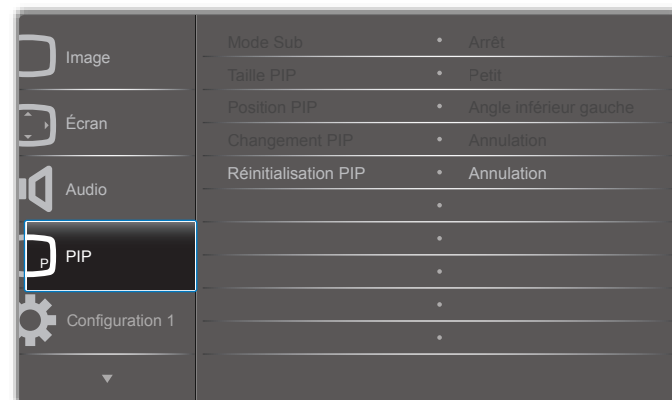 Image
Écran
Audio
P
PIP
Configuration 1
Mode Sub • Arrêt
Taille PIP • Petit
Position PIP • Angle inférieur gauche
Changement PIP • Annulation
Réinitialisation PIP • Annulation
•
•
•
•
•